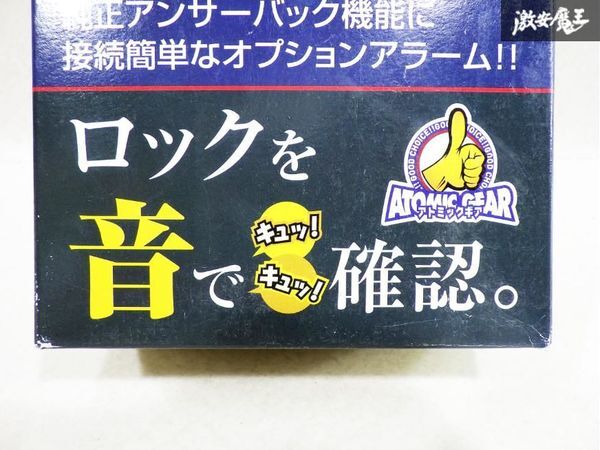 激安魔王
純正アンサーバック機能に
接続簡単なオプションアラーム!!
ロックを
音で
キュッ!
キュッ!
確認。
GOOD CHOICE!!
ATOMIC GEAR
アトミックギア